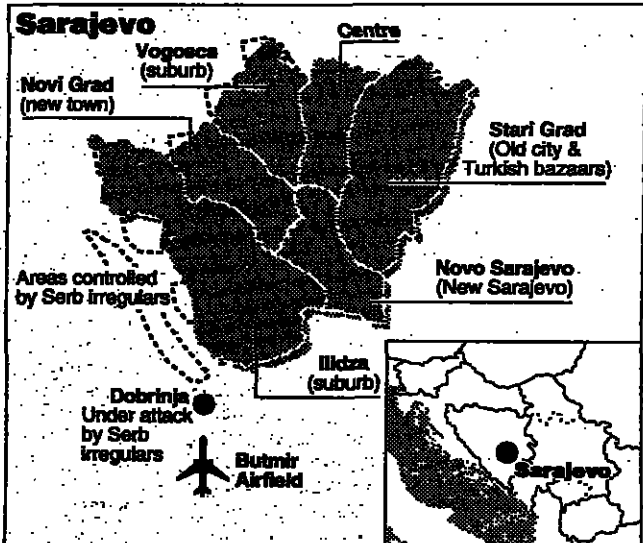 Sarajevo
Vogosca
(suburb)
Centre
Novi Grad
(new town)
Stari Grad
(Old city &
Turkish bazaars)
Areas controlled
by Serb irregulars
Novo Sarajevo
(New Sarajevo)
Ilidza
(suburb)
Dobrinja
Under attack
by Serb
irregulars
Butmir
Airfield
Sarajevo